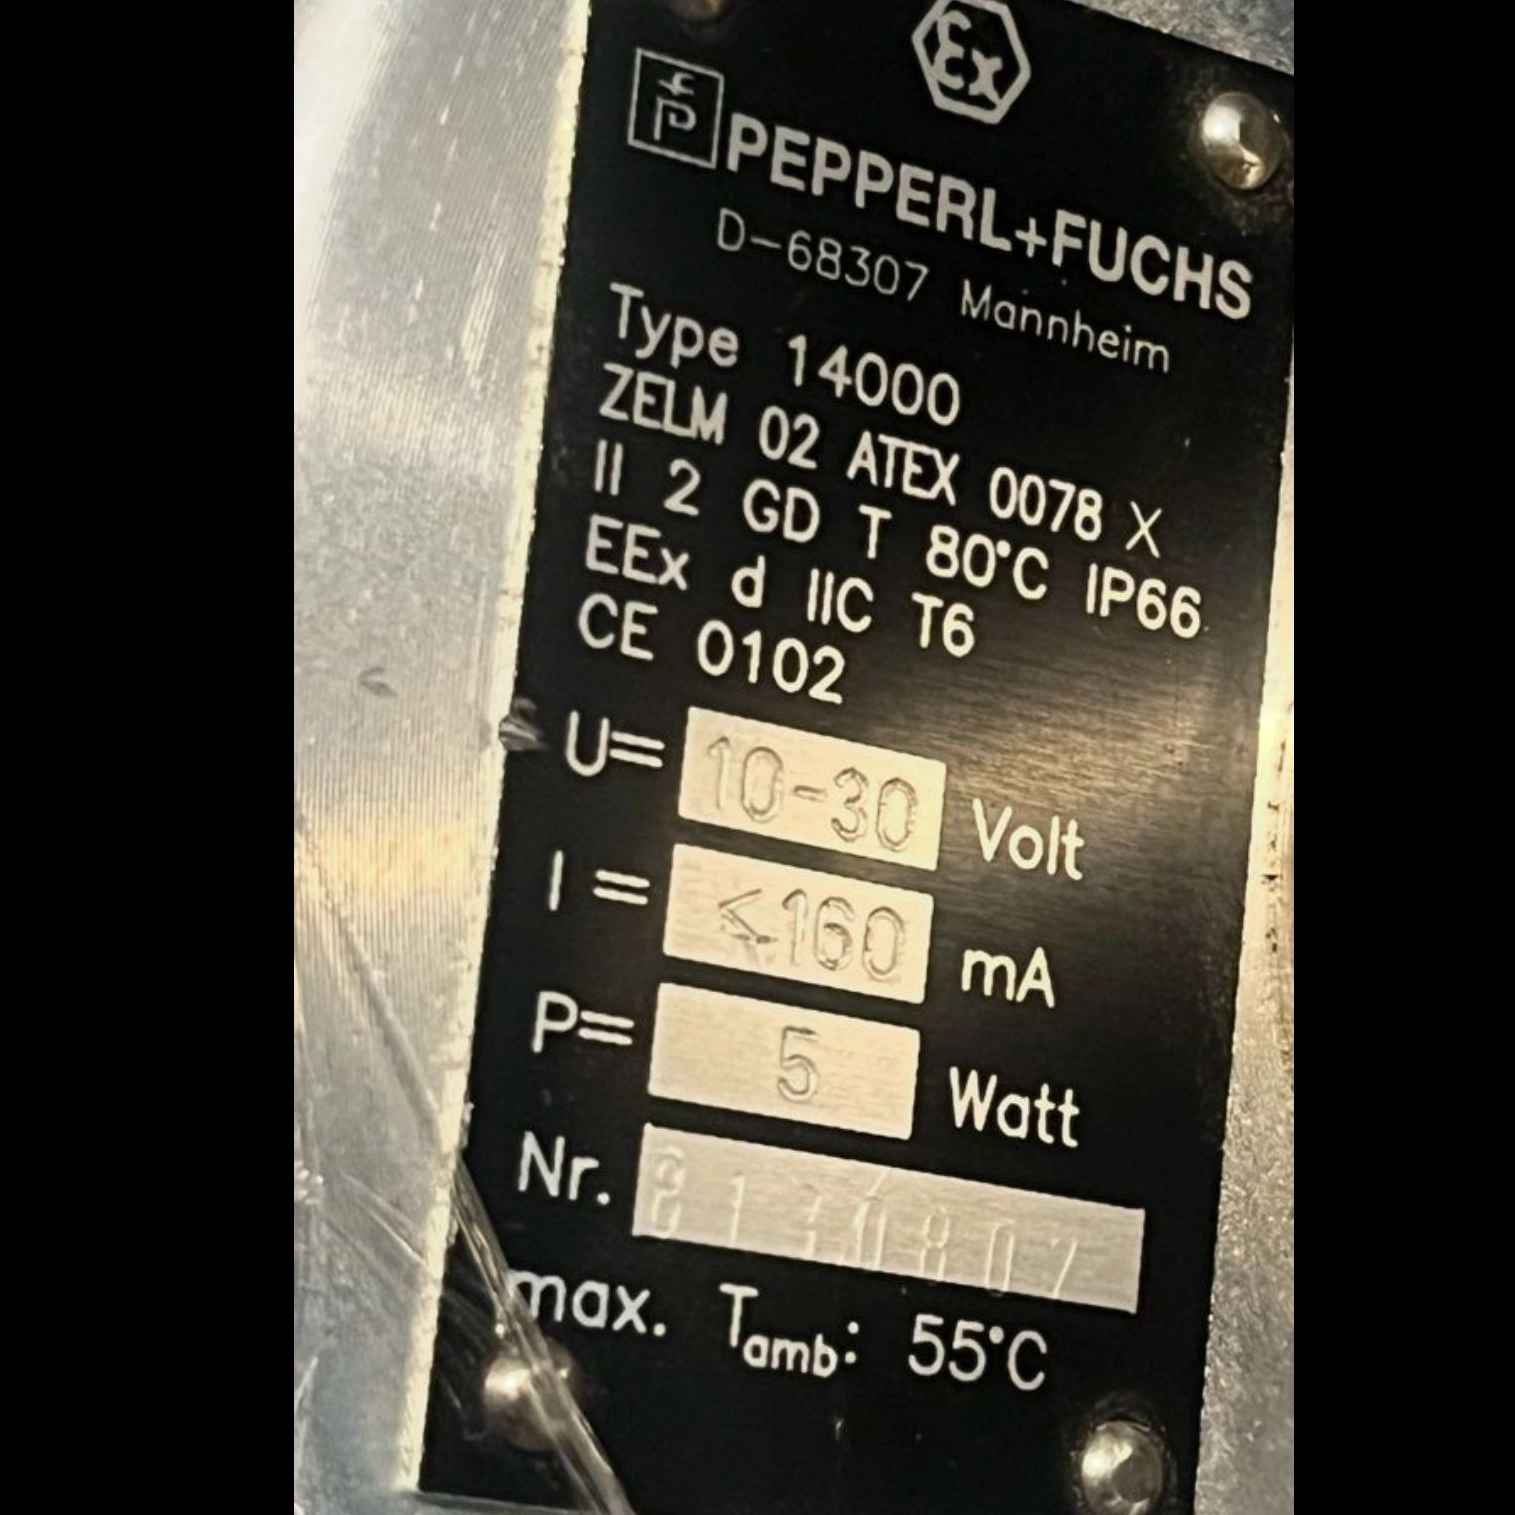 Ex
PEPPERL+FUCHS
D-68307 Mannheim
Type 14000
ZELM 02 ATEX 0078 X
II 2 GD T 80°C IP66
EEx d IIC T6
CE 0102
U= 10-30 Volt
I = ≤160 mA
P= 5 Watt
Nr.
max. Tamb: 55°C